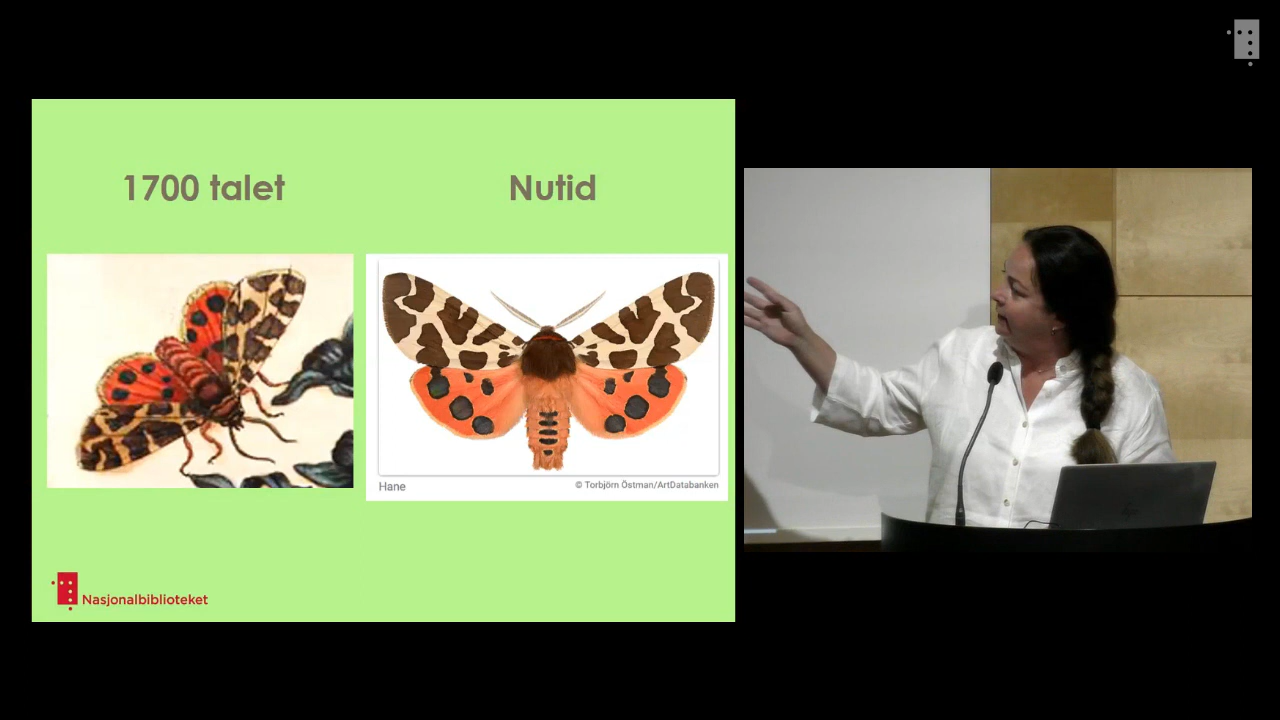 1700 talet
Nutid
Hane
© Torbjörn Östman/ArtDatabanken
Nasjonalbiblioteket